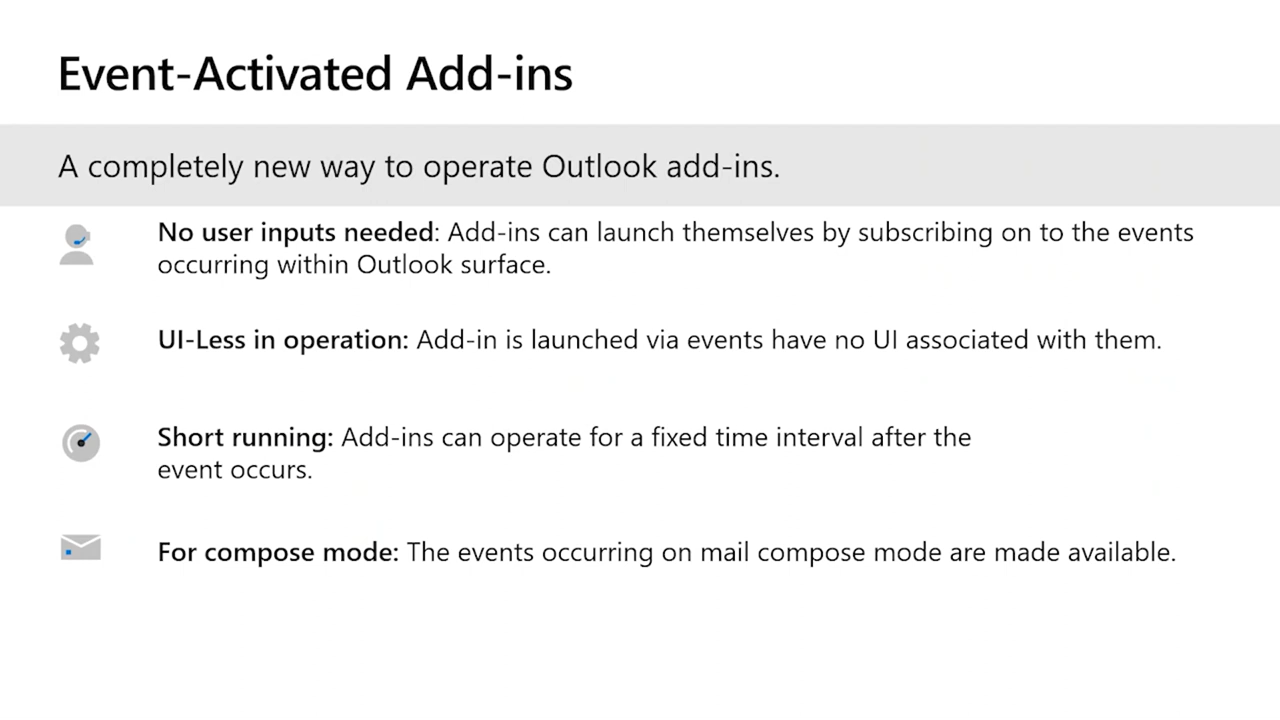 Event-Activated Add-ins
A completely new way to operate Outlook add-ins.
No user inputs needed: Add-ins can launch themselves by subscribing on to the events
occurring within Outlook surface.
UI-Less in operation: Add-in is launched via events have no UI associated with them.
Short running: Add-ins can operate for a fixed time interval after the
event occurs.
For compose mode: The events occurring on mail compose mode are made available.